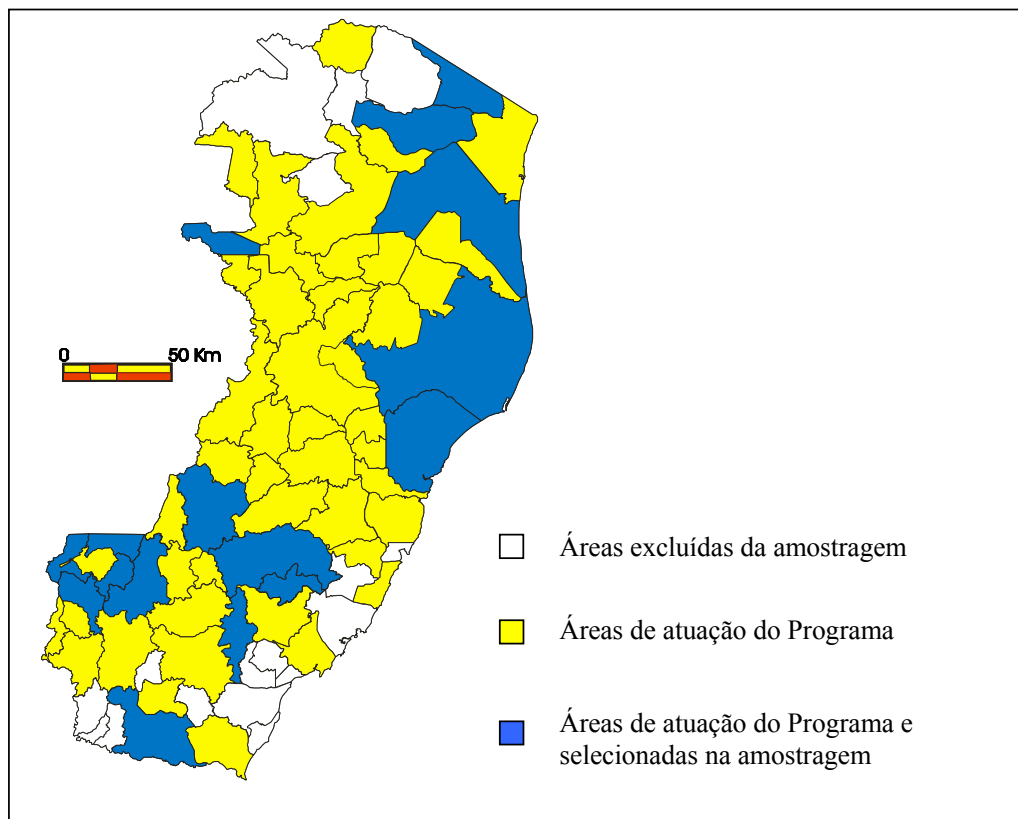 0 50 Km
Áreas excluídas da amostragem
Áreas de atuação do Programa
Áreas de atuação do Programa e
selecionadas na amostragem